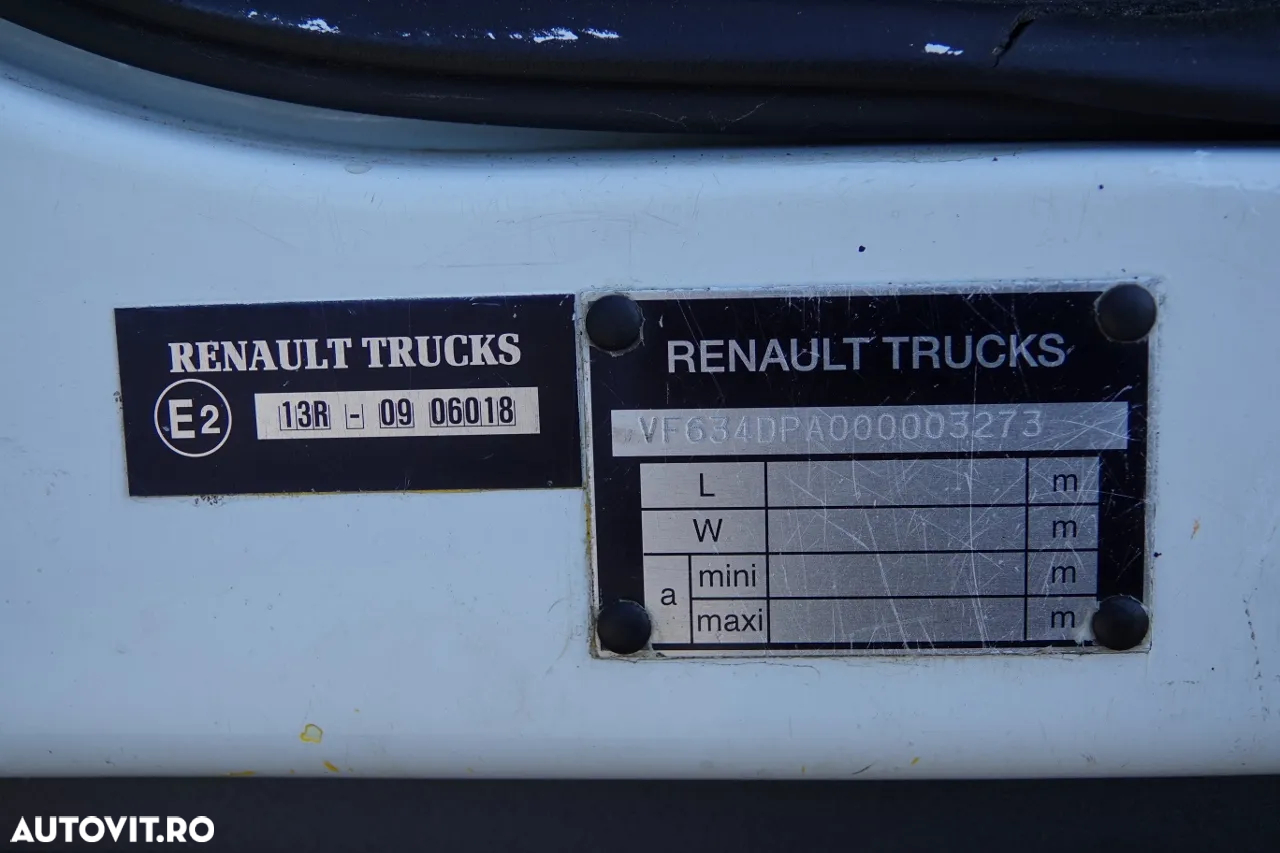 RENAULT TRUCKS
E2 13R - 09 06018
RENAULT TRUCKS
VF634DPA000003273
L m
W m
a mini m
maxi m
AUTOVIT.RO